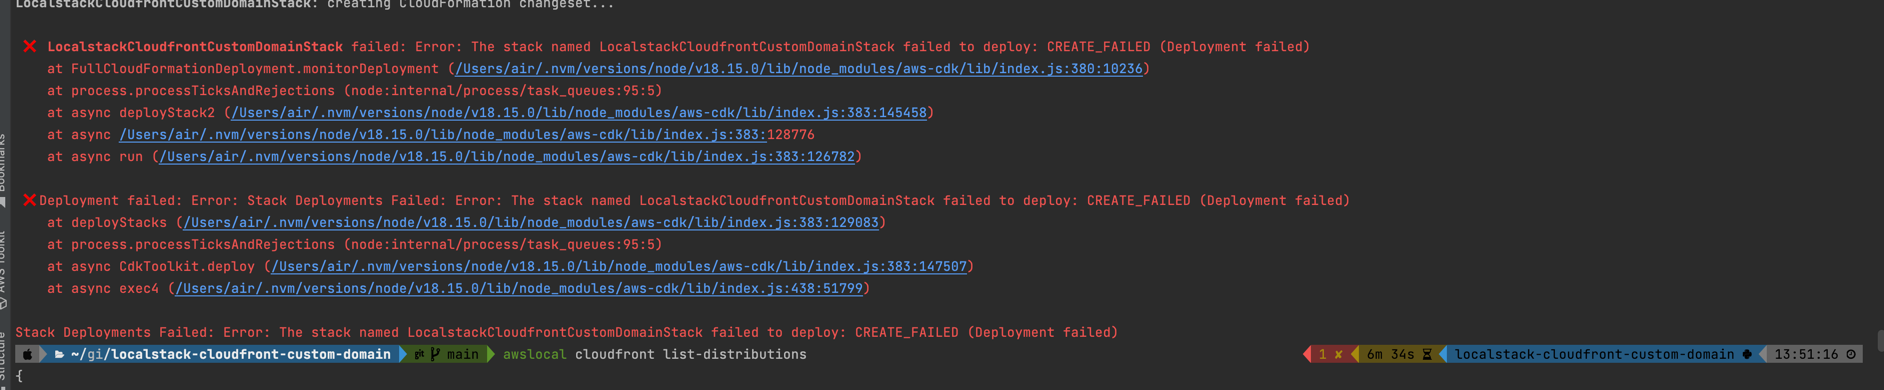 LocalstackCloudfrontCustomDomainStack: creating CloudFormation changeset...
❌ LocalstackCloudfrontCustomDomainStack failed: Error: The stack named LocalstackCloudfrontCustomDomainStack failed to deploy: CREATE_FAILED (Deployment failed)
at FullCloudFormationDeployment.monitorDeployment (/Users/air/.nvm/versions/node/v18.15.0/lib/node_modules/aws-cdk/lib/index.js:380:10236)
at process.processTicksAndRejections (node:internal/process/task_queues:95:5)
at async deployStack2 (/Users/air/.nvm/versions/node/v18.15.0/lib/node_modules/aws-cdk/lib/index.js:383:145458)
at async /Users/air/.nvm/versions/node/v18.15.0/lib/node_modules/aws-cdk/lib/index.js:383:128776
at async run (/Users/air/.nvm/versions/node/v18.15.0/lib/node_modules/aws-cdk/lib/index.js:383:126782)
❌Deployment failed: Error: Stack Deployments Failed: Error: The stack named LocalstackCloudfrontCustomDomainStack failed to deploy: CREATE_FAILED (Deployment failed)
at deployStacks (/Users/air/.nvm/versions/node/v18.15.0/lib/node_modules/aws-cdk/lib/index.js:383:129083)
at process.processTicksAndRejections (node:internal/process/task_queues:95:5)
at async CdkToolkit.deploy (/Users/air/.nvm/versions/node/v18.15.0/lib/node_modules/aws-cdk/lib/index.js:383:147507)
at async exec4 (/Users/air/.nvm/versions/node/v18.15.0/lib/node_modules/aws-cdk/lib/index.js:438:51799)
Stack Deployments Failed: Error: The stack named LocalstackCloudfrontCustomDomainStack failed to deploy: CREATE_FAILED (Deployment failed)
~/gi/localstack-cloudfront-custom-domain git main awslocal cloudfront list-distributions 1 ✘ 6m 34s localstack-cloudfront-custom-domain 13:51:16
{
Bookmarks
AWS Toolkit
Structure